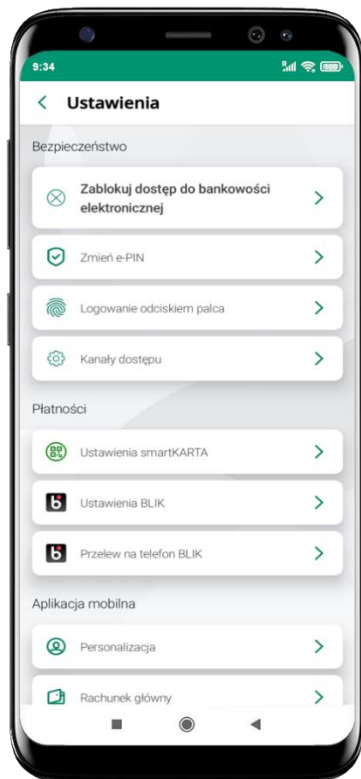 9:34
Ustawienia
Bezpieczeństwo
Zablokuj dostęp do bankowości
elektronicznej
Zmień e-PIN
Logowanie odciskiem palca
Kanały dostępu
Płatności
Ustawienia smartKARTA
Ustawienia BLIK
Przelew na telefon BLIK
Aplikacja mobilna
Personalizacja
Rachunek główny